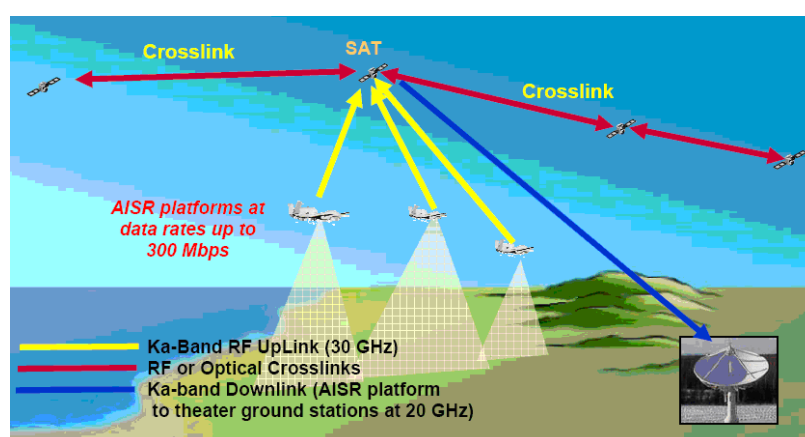 Crosslink
SAT
Crosslink
AISR platforms at
data rates up to
300 Mbps
Ka-Band RF UpLink (30 GHz)
RF or Optical Crosslinks
Ka-band Downlink (AISR platform
to theater ground stations at 20 GHz)